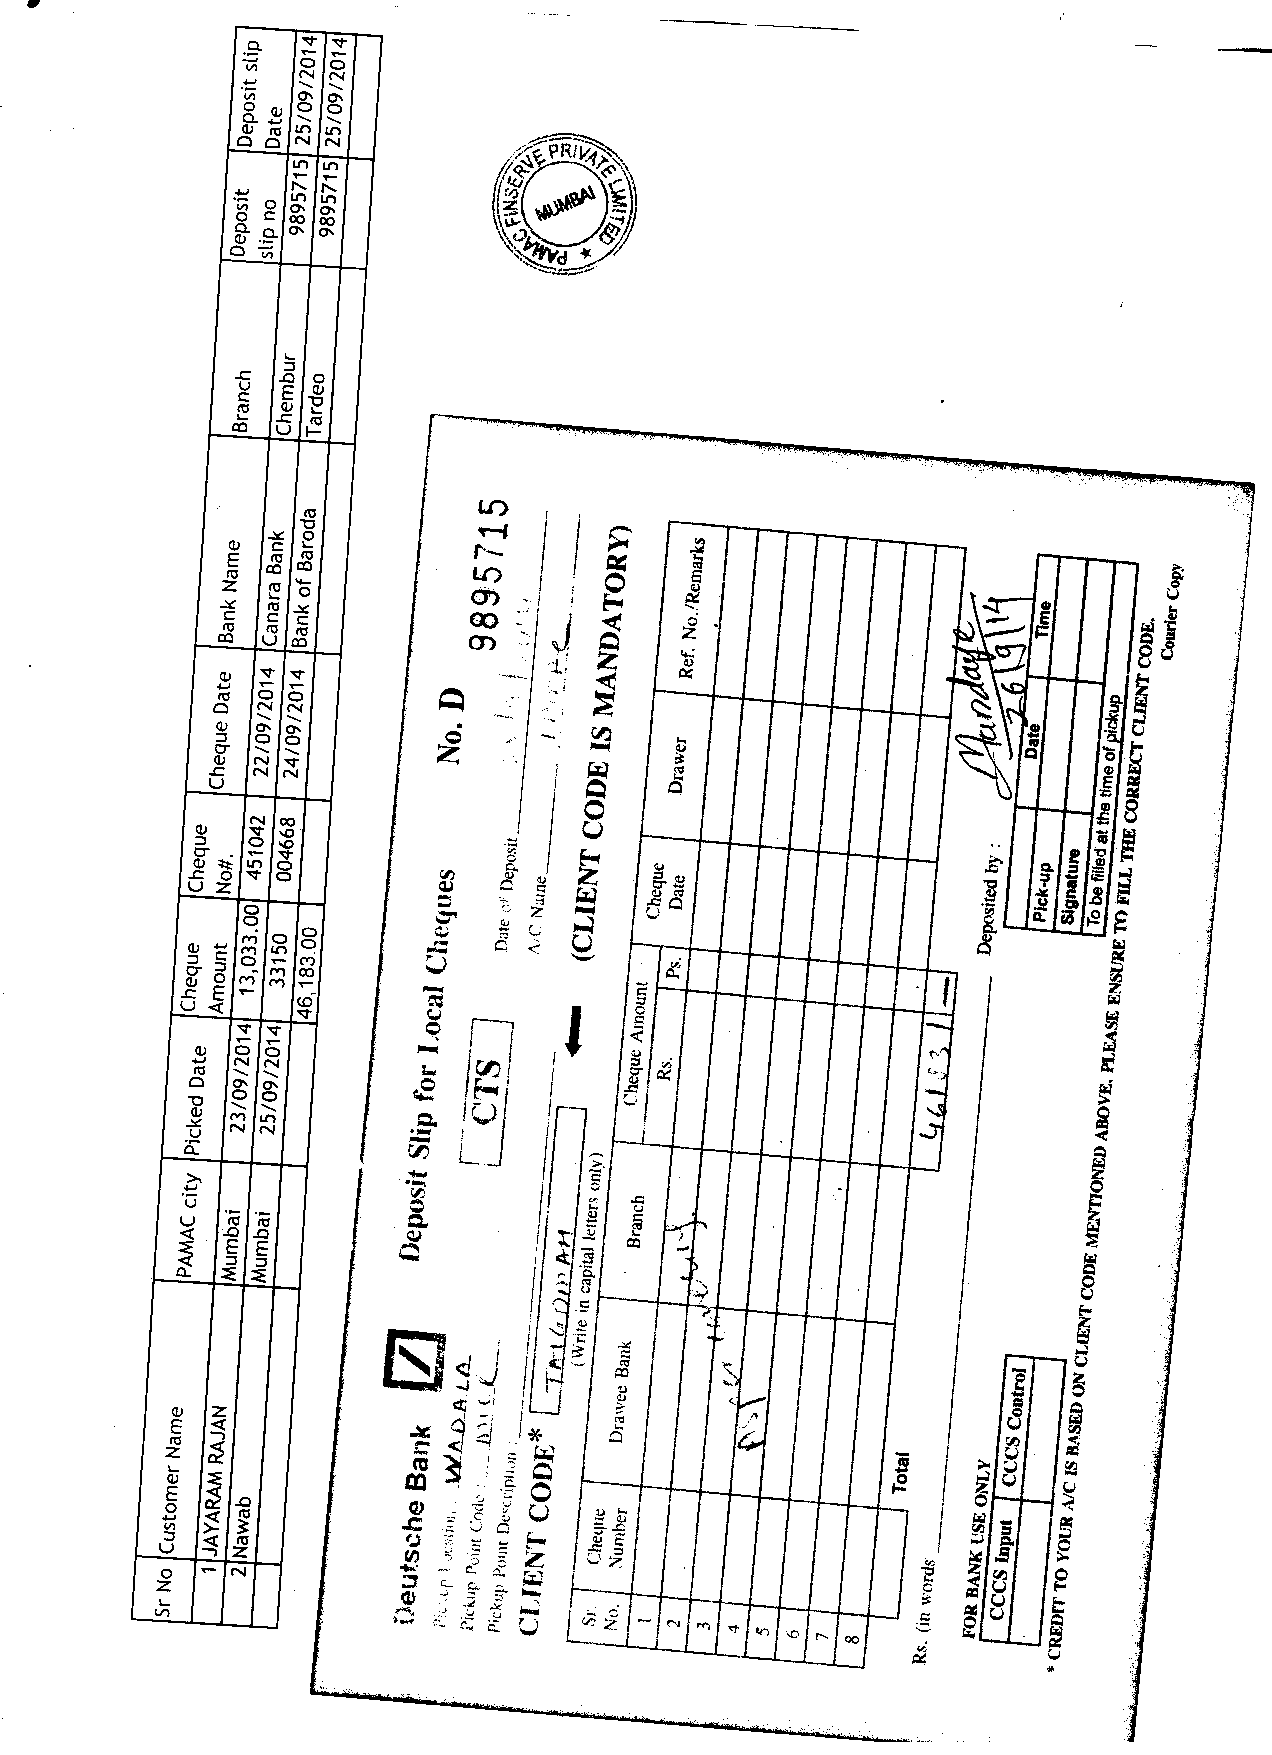 Sr No Customer Name PAMAC city Picked Date Cheque Amount Cheque No#. Cheque Date Bank Name Branch Deposit slip no Deposit slip Date
1 JAYARAM RAJAN Mumbai 23/09/2014 13,033.00 451042 22/09/2014 Canara Bank Chembur 9895715 25/09/2014
2 Nawab Mumbai 25/09/2014 33150 004668 24/09/2014 Bank of Baroda Tardeo 9895715 25/09/2014
46,183.00
PAMAC FINSERVE PRIVATE LIMITED ★
MUMBAI
Deutsche Bank Deposit Slip for Local Cheques No. D 9895715
Pickup Location : WADALA CTS Date of Deposit
Pickup Point Code : A/C Name
Pickup Point Description :
CLIENT CODE* (CLIENT CODE IS MANDATORY)
(Write in capital letters only)
Sr. No. Cheque Number Drawee Bank Branch Cheque Amount Rs. Ps. Cheque Date Drawer Ref. No./Remarks
1
2
3
4
5
6
7
8
Total 46183 /-
Rs. (in words Deposited by : Mandaye
26/9/14
FOR BANK USE ONLY
CCCS Input CCCS Control
Date Time
Pick-up
Signature
To be filled at the time of pickup
* CREDIT TO YOUR A/C IS BASED ON CLIENT CODE MENTIONED ABOVE. PLEASE ENSURE TO FILL THE CORRECT CLIENT CODE.
Courier Copy